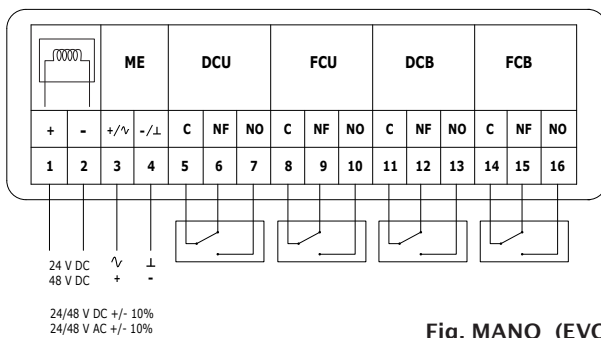 ME DCU FCU DCB FCB
+ - +/∿ -/⊥ C NF NO C NF NO C NF NO C NF NO
1 2 3 4 5 6 7 8 9 10 11 12 13 14 15 16
24 V DC ∿ ⊥
48 V DC + -
24/48 V DC +/- 10%
24/48 V AC +/- 10%
Fig. MANO (EVC